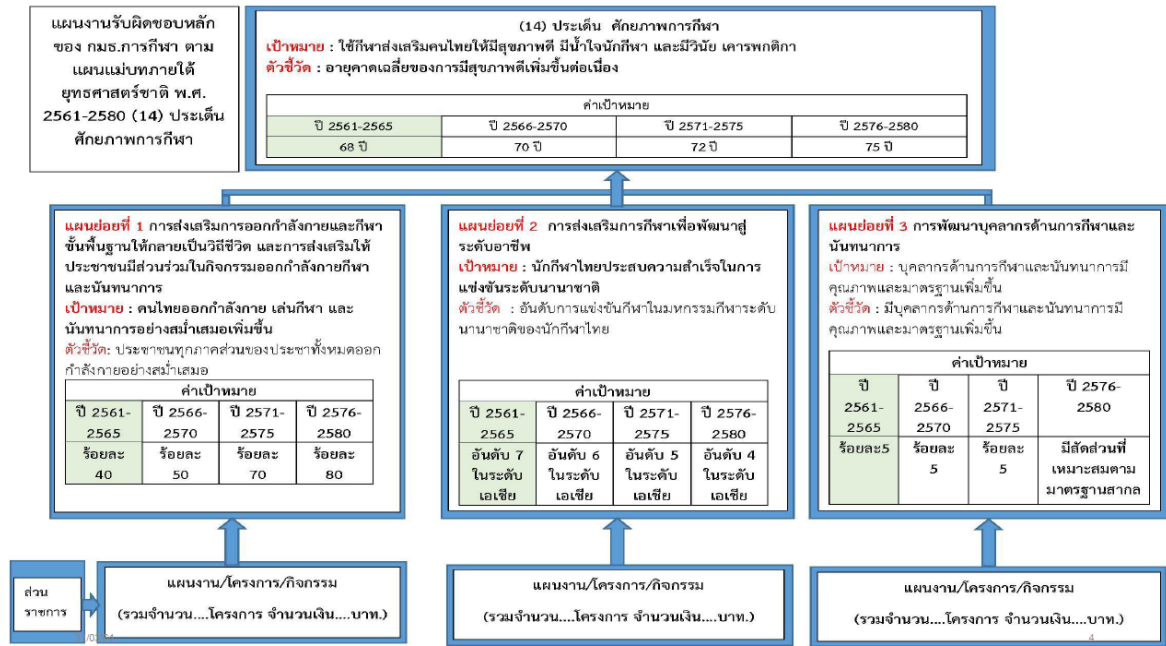 แผนงานรับผิดชอบหลัก
ของ กมธ.การกีฬา ตาม
แผนแม่บทภายใต้
ยุทธศาสตร์ชาติ พ.ศ.
2561-2580 (14) ประเด็น
ศักยภาพการกีฬา
(14) ประเด็น ศักยภาพการกีฬา
เป้าหมาย : ใช้กีฬาส่งเสริมคนไทยให้มีสุขภาพดี มีน้ำใจนักกีฬา และมีวินัย เคารพกติกา
ตัวชี้วัด : อายุคาดเฉลี่ยของการมีสุขภาพดีเพิ่มขึ้นต่อเนื่อง
ค่าเป้าหมาย
ปี 2561-2565 ปี 2566-2570 ปี 2571-2575 ปี 2576-2580
68 ปี 70 ปี 72 ปี 75 ปี
แผนย่อยที่ 1 การส่งเสริมการออกกำลังกายและกีฬา
ขั้นพื้นฐานให้กลายเป็นวิถีชีวิต และการส่งเสริมให้
ประชาชนมีส่วนร่วมในกิจกรรมออกกำลังกายกีฬา
และนันทนาการ
เป้าหมาย : คนไทยออกกำลังกาย เล่นกีฬา และ
นันทนาการอย่างสม่ำเสมอเพิ่มขึ้น
ตัวชี้วัด: ประชาชนทุกภาคส่วนของประชาทั้งหมดออก
กำลังกายอย่างสม่ำเสมอ
ค่าเป้าหมาย
ปี 2561- ปี 2566- ปี 2571- ปี 2576-
2565 2570 2575 2580
ร้อยละ ร้อยละ ร้อยละ ร้อยละ
40 50 70 80
แผนย่อยที่ 2 การส่งเสริมการกีฬาเพื่อพัฒนาสู่
ระดับอาชีพ
เป้าหมาย : นักกีฬาไทยประสบความสำเร็จในการ
แข่งขันระดับนานาชาติ
ตัวชี้วัด : อันดับการแข่งขันกีฬาในมหกรรมกีฬาระดับ
นานาชาติของนักกีฬาไทย
ค่าเป้าหมาย
ปี 2561- ปี 2566- ปี 2571- ปี 2576-
2565 2570 2575 2580
อันดับ 7 อันดับ 6 อันดับ 5 อันดับ 4
ในระดับ ในระดับ ในระดับ ในระดับ
เอเชีย เอเชีย เอเชีย เอเชีย
แผนย่อยที่ 3 การพัฒนาบุคลากรด้านการกีฬาและ
นันทนาการ
เป้าหมาย : บุคลากรด้านการกีฬาและนันทนาการมี
คุณภาพและมาตรฐานเพิ่มขึ้น
ตัวชี้วัด : มีบุคลากรด้านการกีฬาและนันทนาการมี
คุณภาพและมาตรฐานเพิ่มขึ้น
ค่าเป้าหมาย
ปี ปี ปี ปี 2576-
2561- 2566- 2571- 2580
2565 2570 2575
ร้อยละ5 ร้อยละ ร้อยละ มีสัดส่วนที่
5 5 เหมาะสมตาม
มาตรฐานสากล
ส่วน
ราชการ
แผนงาน/โครงการ/กิจกรรม
(รวมจำนวน....โครงการ จำนวนเงิน....บาท.)
แผนงาน/โครงการ/กิจกรรม
(รวมจำนวน....โครงการ จำนวนเงิน....บาท.)
แผนงาน/โครงการ/กิจกรรม
(รวมจำนวน....โครงการ จำนวนเงิน....บาท.)
4